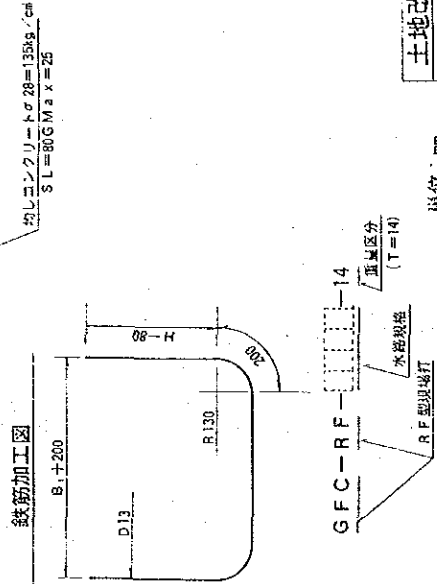 均しコンクリートσ28=135kg/cm
SL=80GMax=25
土地改
鉄筋加工図
B₁+200
D13
H-80
200
R130
単位:
GFC-RF-
-14
重量区分
(T=14)
水路規格
RF型現場打